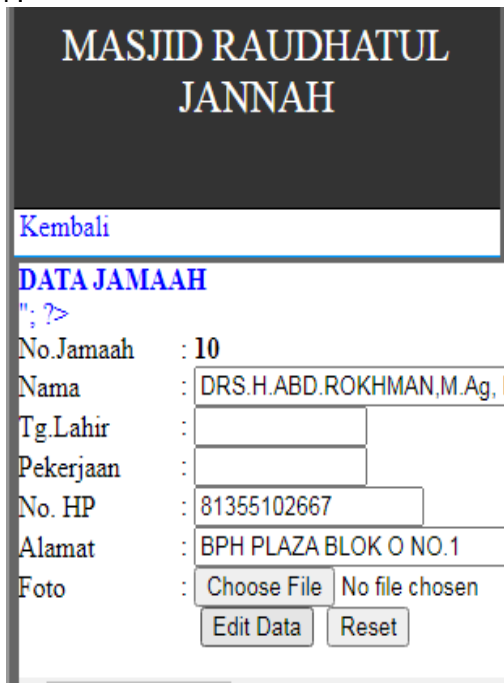 MASJID RAUDHATUL
JANNAH
Kembali
DATA JAMAAH
"; ?>
No.Jamaah : 10
Nama : DRS.H.ABD.ROKHMAN,M.Ag,
Tg.Lahir :
Pekerjaan :
No. HP : 81355102667
Alamat : BPH PLAZA BLOK O NO.1
Foto : Choose File No file chosen
Edit Data Reset